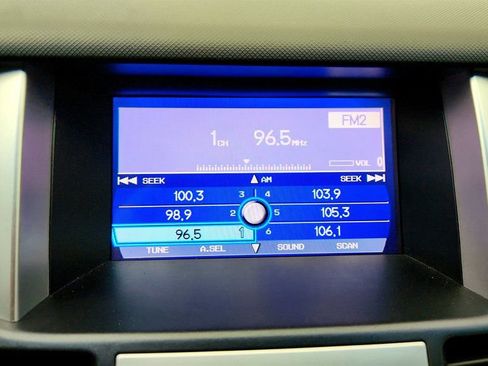 FM2
1CH 96.5MHz
VOL 0
SEEK AM SEEK
100.3 3 4 103.9
98.9 2 5 105.3
96.5 1 6 106.1
TUNE A.SEL SOUND SCAN